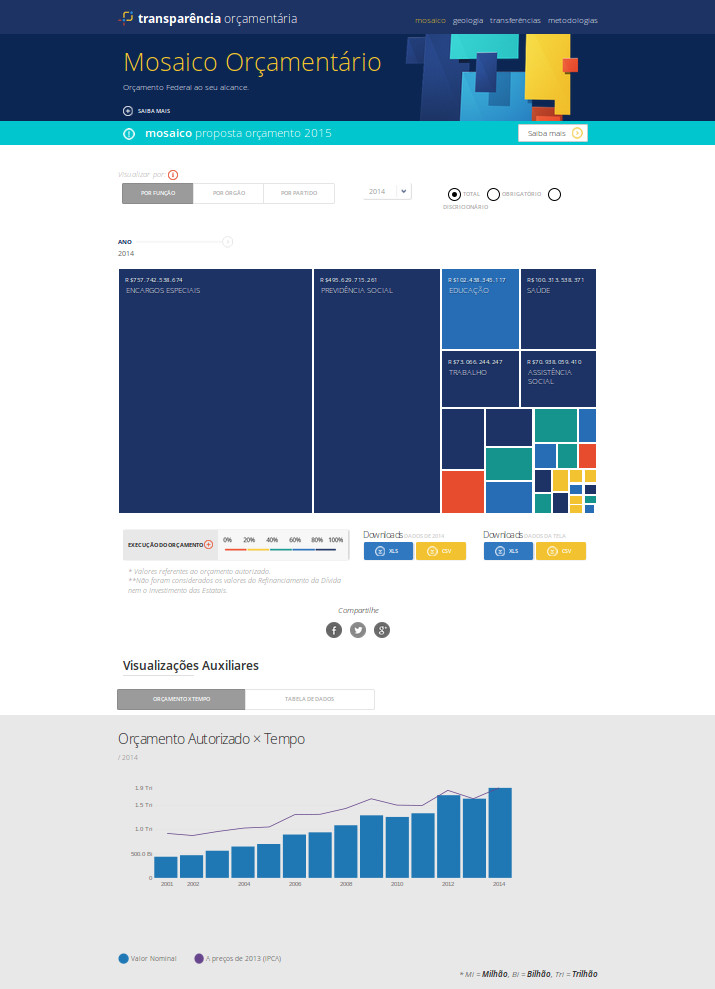 transparência orçamentária
mosaico geologia transferências metodologias
Mosaico Orçamentário
Orçamento Federal ao seu alcance.
SAIBA MAIS
mosaico proposta orçamento 2015
Saiba mais
Visualizar por:
POR FUNÇÃO POR ORGÃO POR PARTIDO
2014
TOTAL OBRIGATÓRIO
DISCRICIONÁRIO
ANO
2014
R$757.742.538.674
ENCARGOS ESPECIAIS
R$495.629.715.261
PREVIDÊNCIA SOCIAL
R$102.438.345.117
EDUCAÇÃO
R$100.313.538.371
SAÚDE
R$73.066.244.247
TRABALHO
R$70.938.059.410
ASSISTÊNCIA
SOCIAL
EXECUÇÃO DO ORÇAMENTO
0% 20% 40% 60% 80% 100%
Downloads DADOS DE 2014
XLS CSV
Downloads DADOS DA TELA
XLS CSV
* Valores referentes ao orçamento autorizado.
**Não foram considerados os valores do Refinanciamento da Dívida
nem o Investimento das Estatais.
Compartilhe
Visualizações Auxiliares
ORÇAMENTO X TEMPO TABELA DE DADOS
Orçamento Autorizado × Tempo
/ 2014
1.9 Tri
1.5 Tri
1.0 Tri
500.0 Bi
0
2001 2002 2004 2006 2008 2010 2012 2014
Valor Nominal A preços de 2013 (IPCA)
* Mi = Milhão, Bi = Bilhão, Tri = Trilhão